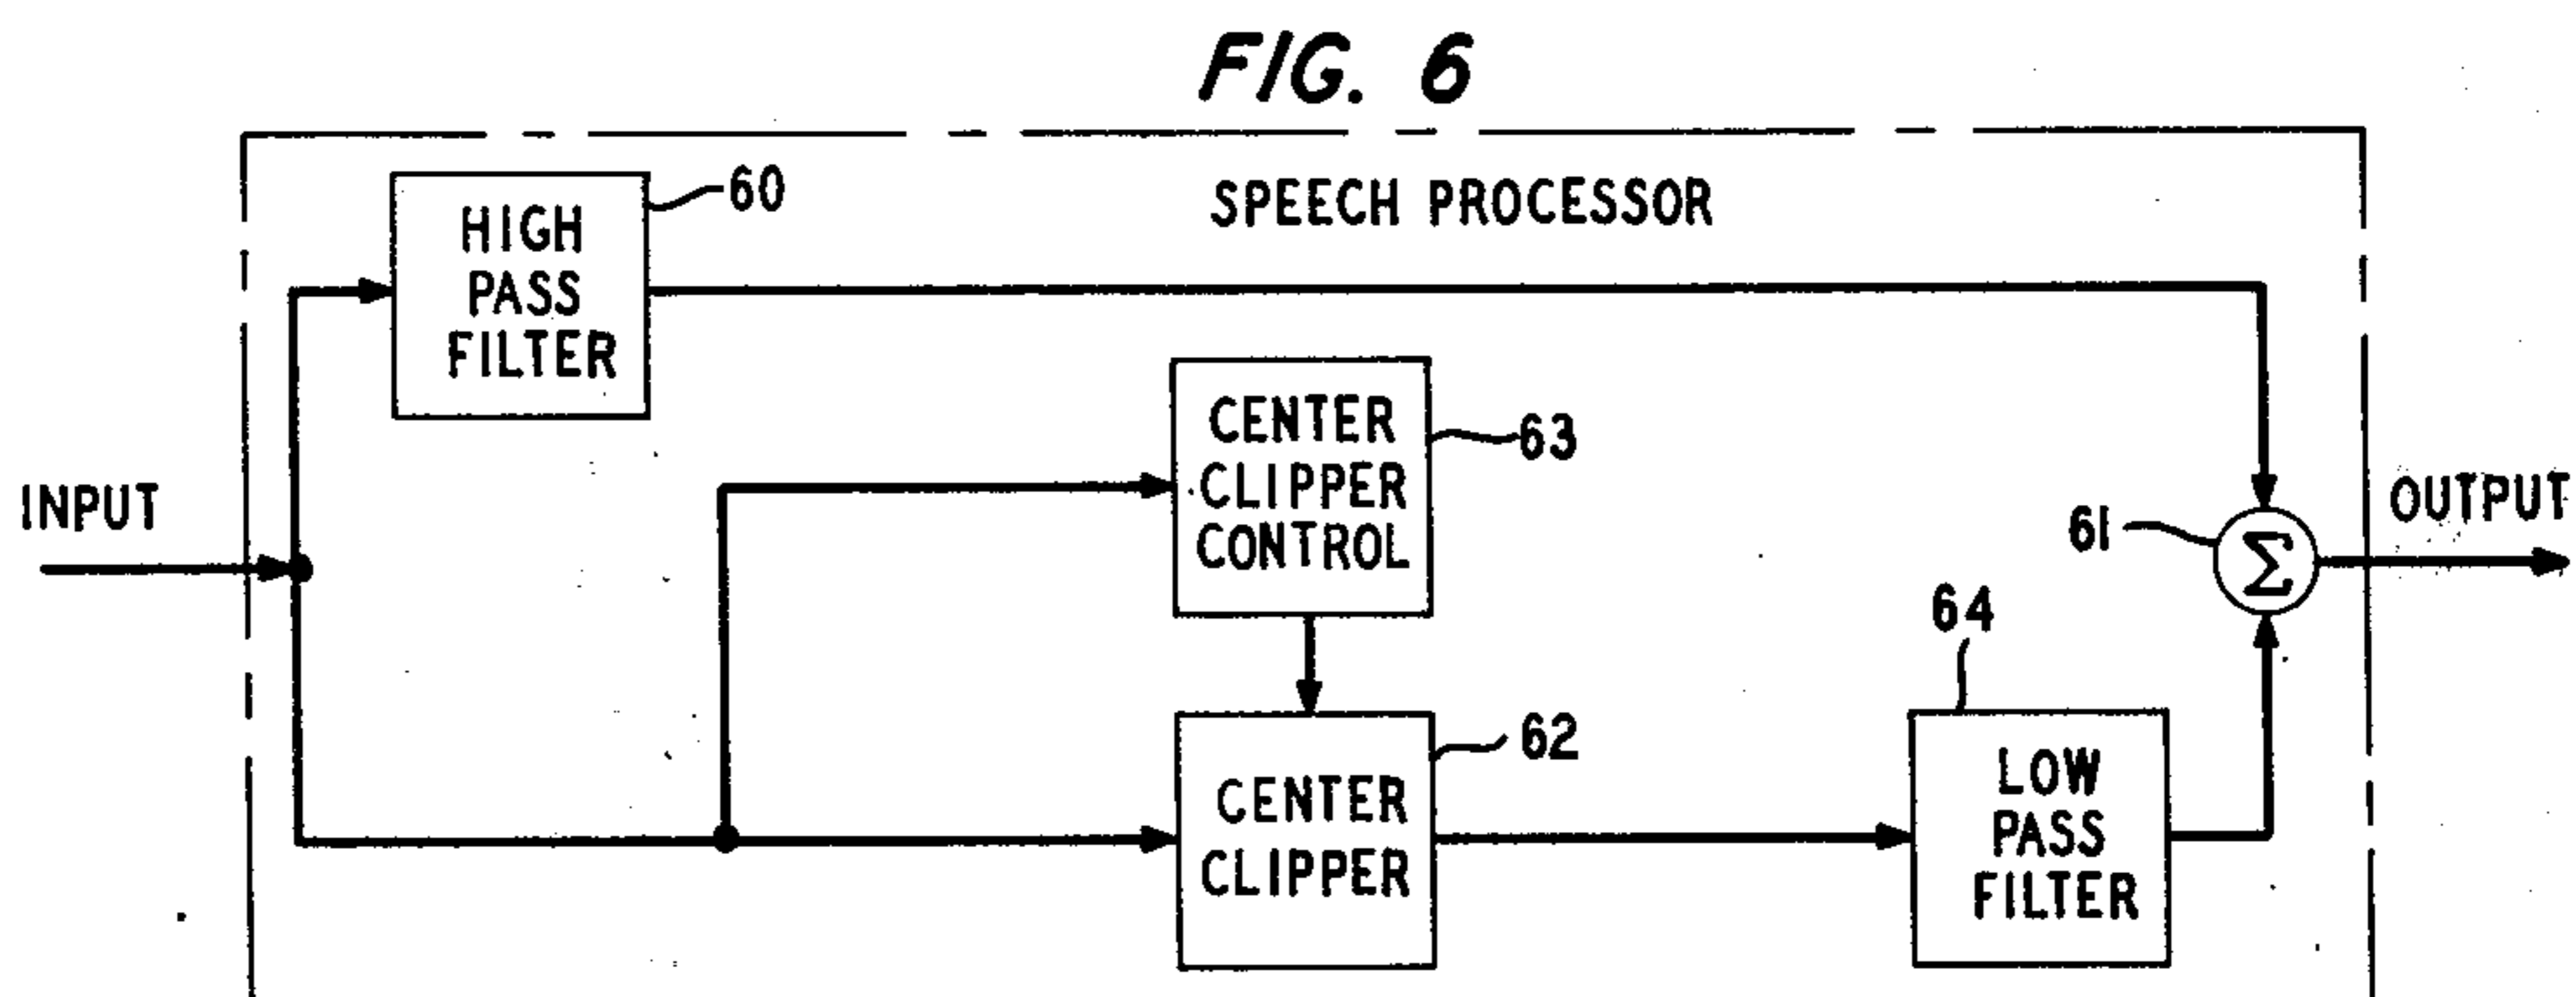 FIG. 6
SPEECH PROCESSOR
HIGH
PASS
FILTER
60
CENTER
CLIPPER
CONTROL
63
INPUT
OUTPUT
61
Σ
64
CENTER
CLIPPER
62
LOW
PASS
FILTER